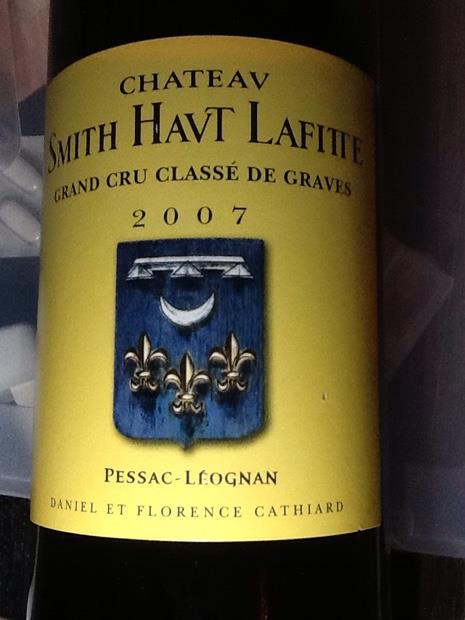 CHATEAV
SMITH HAVT LAFITTE
GRAND CRU CLASSÉ DE GRAVES
2007
PESSAC-LÉOGNAN
DANIEL ET FLORENCE CATHIARD